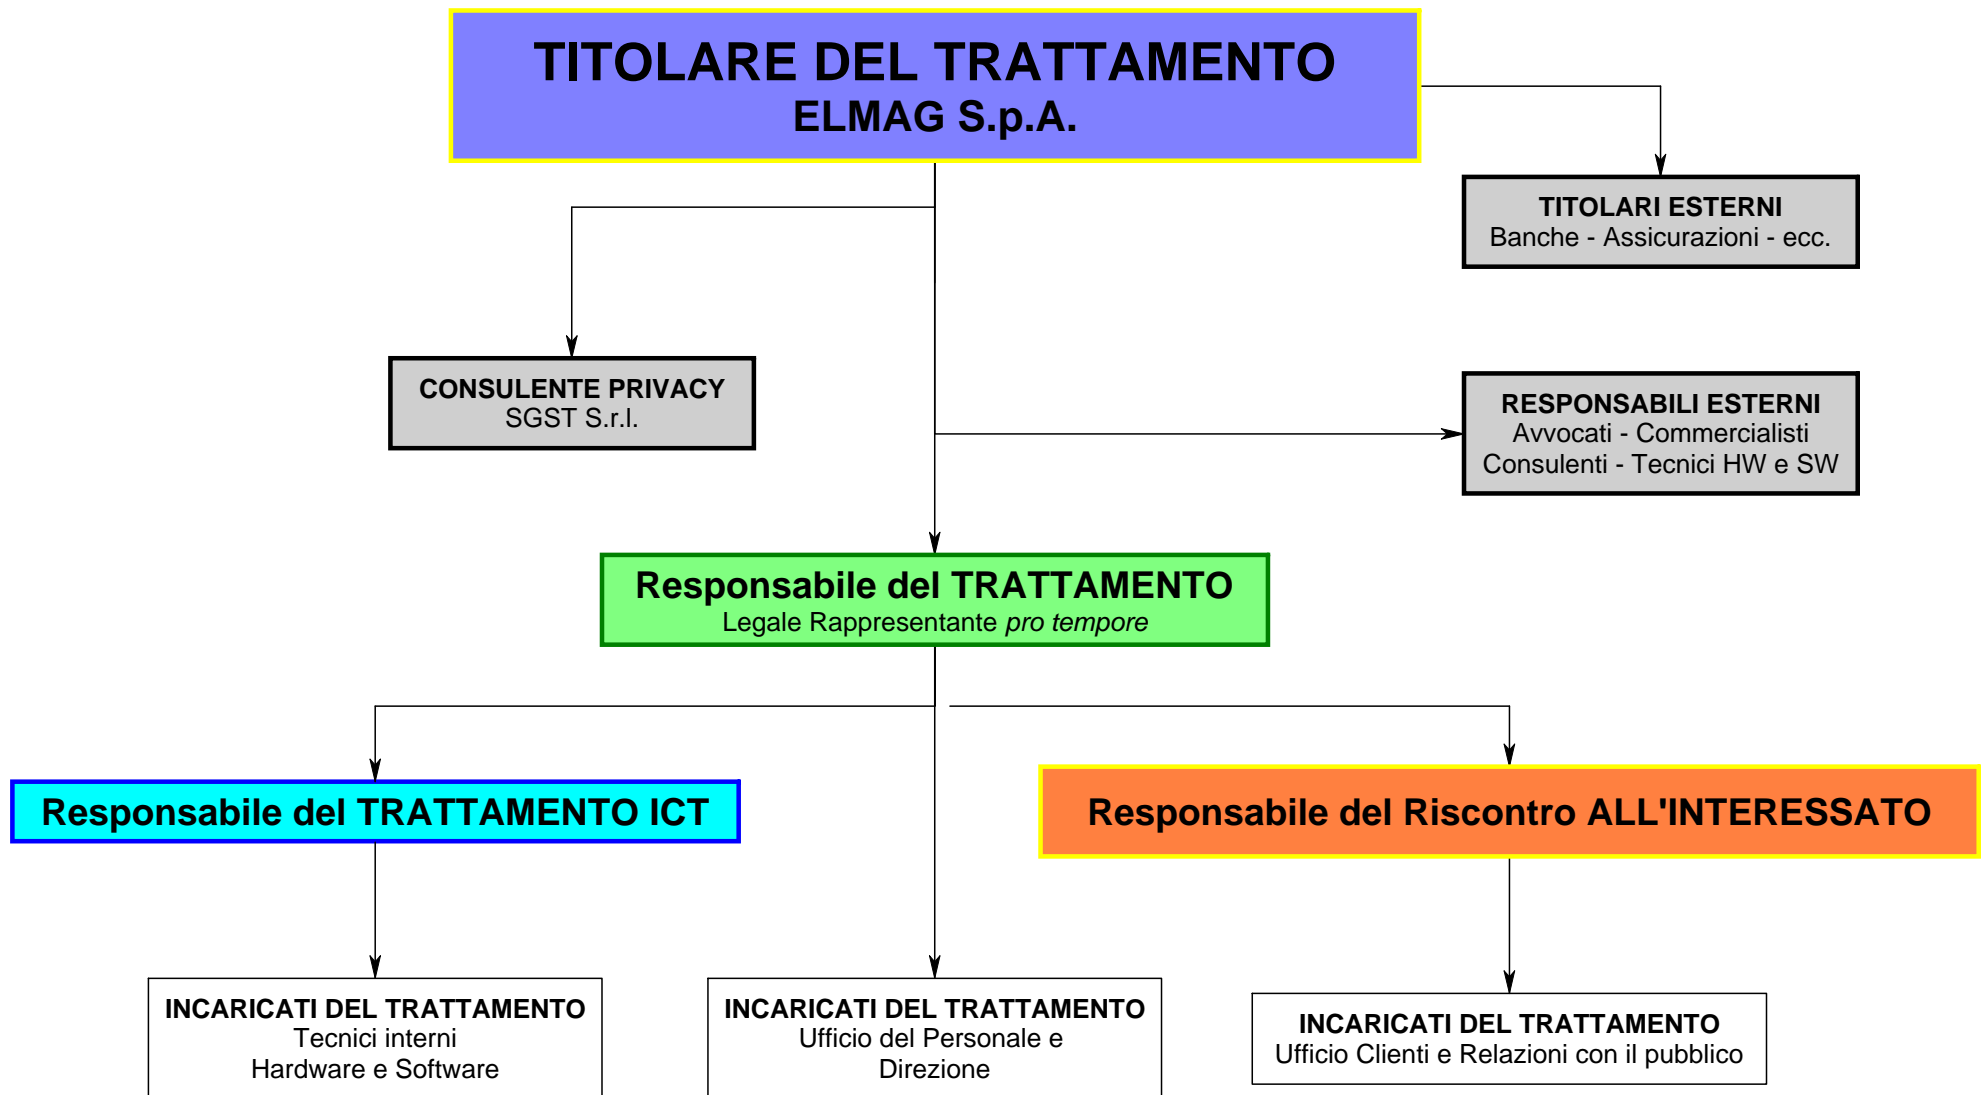 TITOLARE DEL TRATTAMENTO
ELMAG S.p.A.
TITOLARI ESTERNI
Banche - Assicurazioni - ecc.
CONSULENTE PRIVACY
SGST S.r.l.
RESPONSABILI ESTERNI
Avvocati - Commercialisti
Consulenti - Tecnici HW e SW
Responsabile del TRATTAMENTO
Legale Rappresentante pro tempore
Responsabile del TRATTAMENTO ICT
Responsabile del Riscontro ALL'INTERESSATO
INCARICATI DEL TRATTAMENTO
Tecnici interni
Hardware e Software
INCARICATI DEL TRATTAMENTO
Ufficio del Personale e
Direzione
INCARICATI DEL TRATTAMENTO
Ufficio Clienti e Relazioni con il pubblico